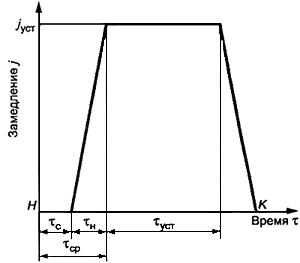 jуст
Замедление j
H
K
τс
τн
τуст
Время τ
τср